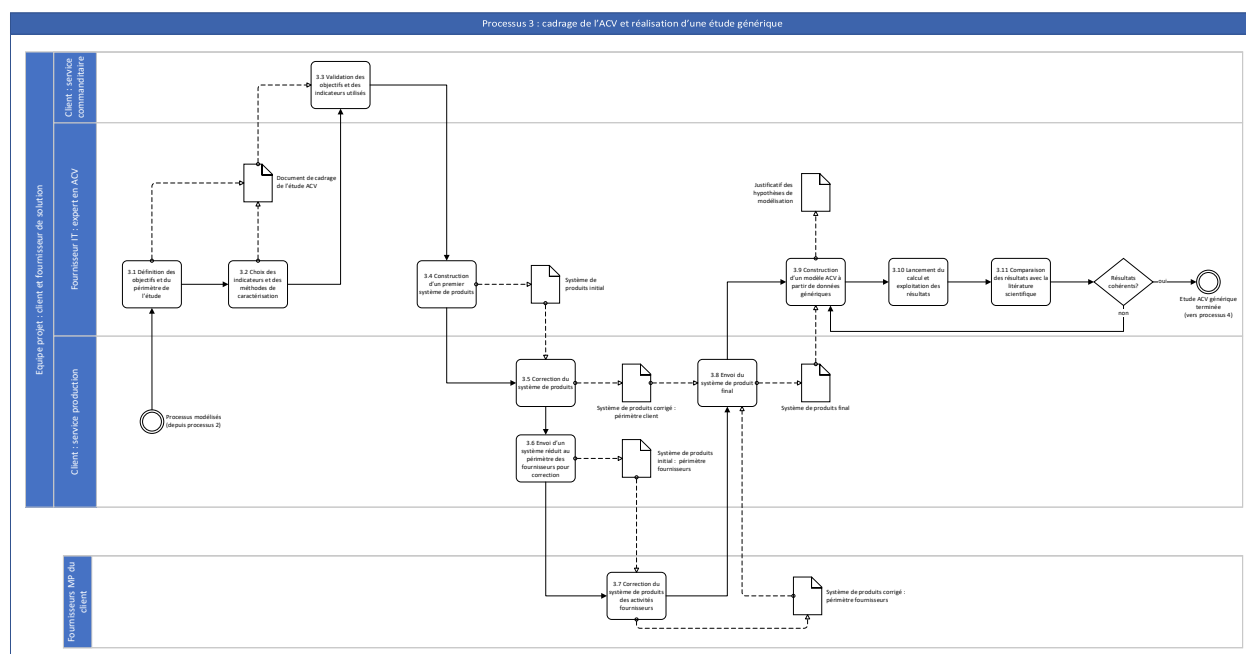 Processus 3 : cadrage de l'ACV et réalisation d'une étude générique
Equipe projet : client et fournisseur de solution
Client : service
commanditaire
3.3 Validation des
objectifs et des
indicateurs utilisés
Fournisseur IT : expert en ACV
Document de cadrage
de l'étude ACV
3.1 Définition des
objectifs et du
périmètre de
l'étude
3.2 Choix des
indicateurs et des
méthodes de
caractérisation
3.4 Construction
d'un premier
système de produits
Système de
produits initial
Justificatif des
hypothèses de
modélisation
3.9 Construction
d'un modèle ACV à
partir de données
génériques
3.10 Lancement du
calcul et
exploitation des
résultats
3.11 Comparaison
des résultats avec la
litérature
scientifique
Résultats
cohérents?
oui
non
Etude ACV générique
terminée
(vers processus 4)
Client : service production
Processus modélisés
(depuis processus 2)
3.5 Correction du
système de produits
Système de produits corrigé :
périmètre client
3.8 Envoi du
système de produit
final
Système de produits final
3.6 Envoi d'un
système réduit au
périmètre des
fournisseurs pour
correction
Système de produits
initial : périmètre
fournisseurs
Fournisseurs MP du
client
3.7 Correction du
système de produits
des activités
fournisseurs
Système de produits corrigé :
périmètre fournisseurs